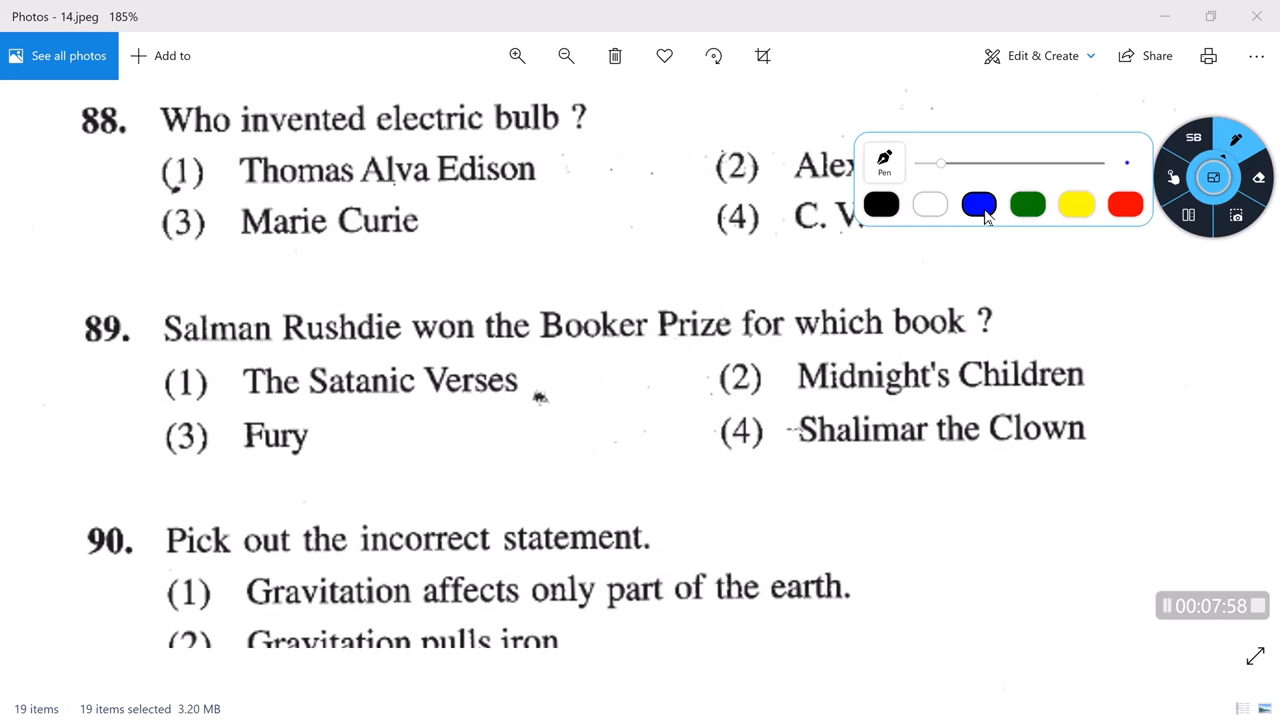 Photos - 14.jpeg 185%
See all photos
Add to
Edit & Create
Share
88. Who invented electric bulb ?
(1) Thomas Alva Edison
(2) Alex
(3) Marie Curie
(4) C. V.
SB
Pen
89. Salman Rushdie won the Booker Prize for which book ?
(1) The Satanic Verses
(2) Midnight's Children
(3) Fury
(4) Shalimar the Clown
90. Pick out the incorrect statement.
(1) Gravitation affects only part of the earth.
(2) Gravitation pulls iron
00:07:58
19 items 19 items selected 3.20 MB